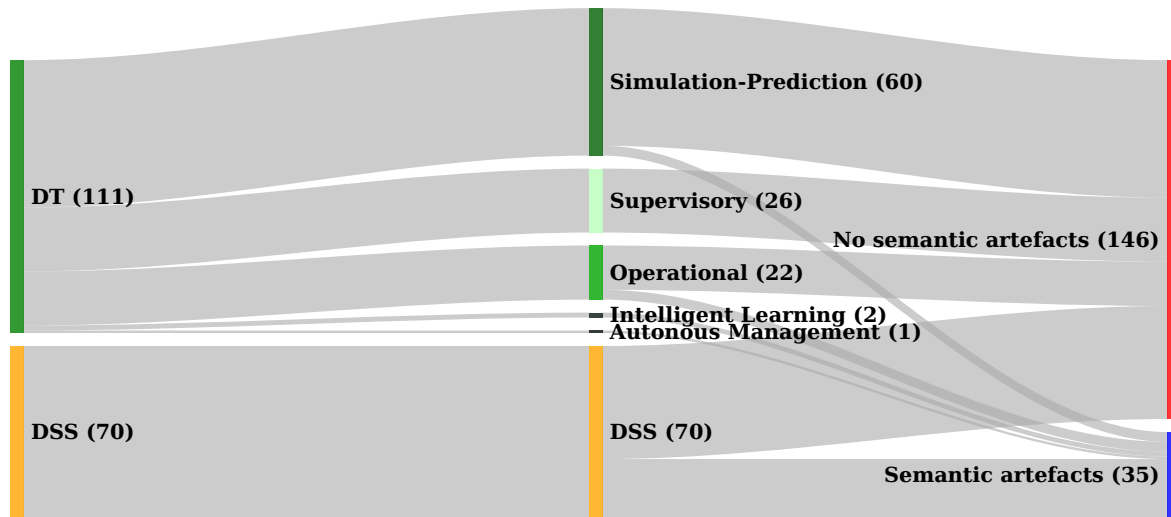 Simulation-Prediction (60)
DT (111)
Supervisory (26)
No semantic artefacts (146)
Operational (22)
Intelligent Learning (2)
Autonous Management (1)
DSS (70)
DSS (70)
Semantic artefacts (35)